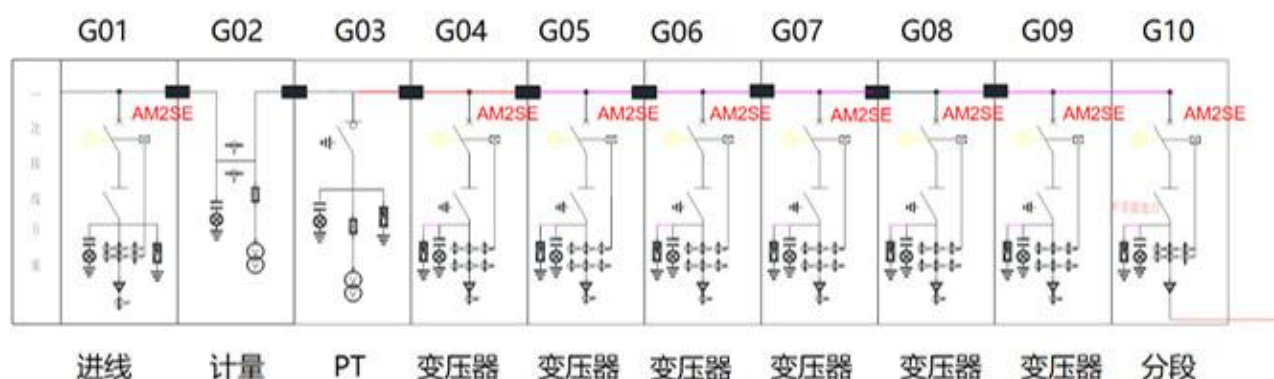 G01 G02 G03 G04 G05 G06 G07 G08 G09 G10
AM2SE AM2SE AM2SE AM2SE AM2SE AM2SE AM2SE AM2SE
进线 计量 PT 变压器 变压器 变压器 变压器 变压器 变压器 分段